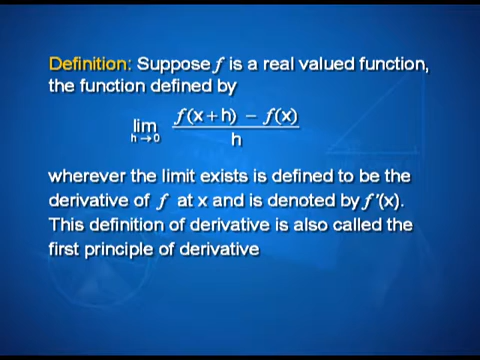 Definition: Suppose f is a real valued function,
the function defined by
lim h→0 f(x+h) − f(x) / h
wherever the limit exists is defined to be the
derivative of f at x and is denoted by f'(x).
This definition of derivative is also called the
first principle of derivative